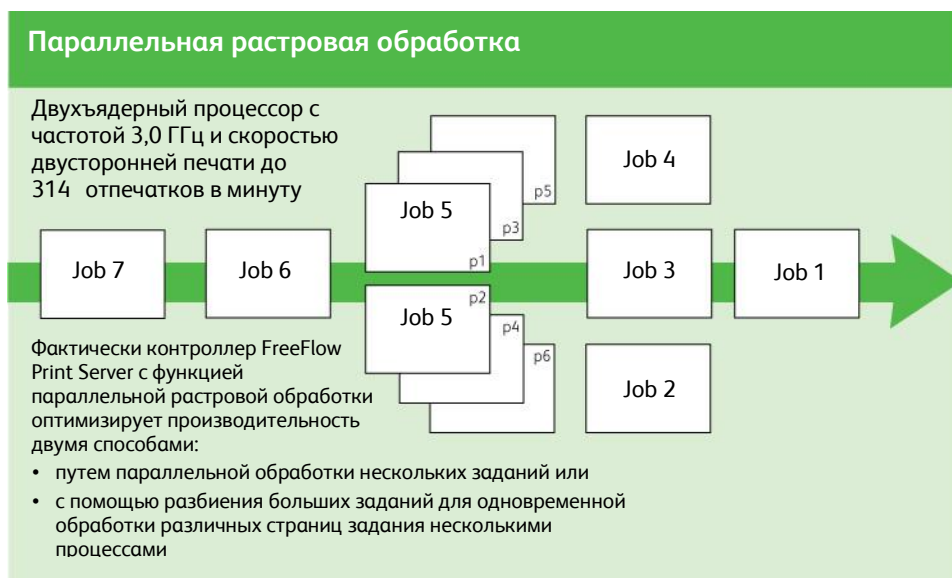 Параллельная растровая обработка
Двухъядерный процессор с
частотой 3,0 ГГц и скоростью
двусторонней печати до
314 отпечатков в минуту
Job 4
p5
Job 5
p3
p1
Job 7
Job 6
Job 3
Job 1
p2
Job 5
p4
p6
Job 2
Фактически контроллер FreeFlow
Print Server с функцией
параллельной растровой обработки
оптимизирует производительность
двумя способами:
• путем параллельной обработки нескольких заданий или
• с помощью разбиения больших заданий для одновременной
обработки различных страниц задания несколькими
процессами